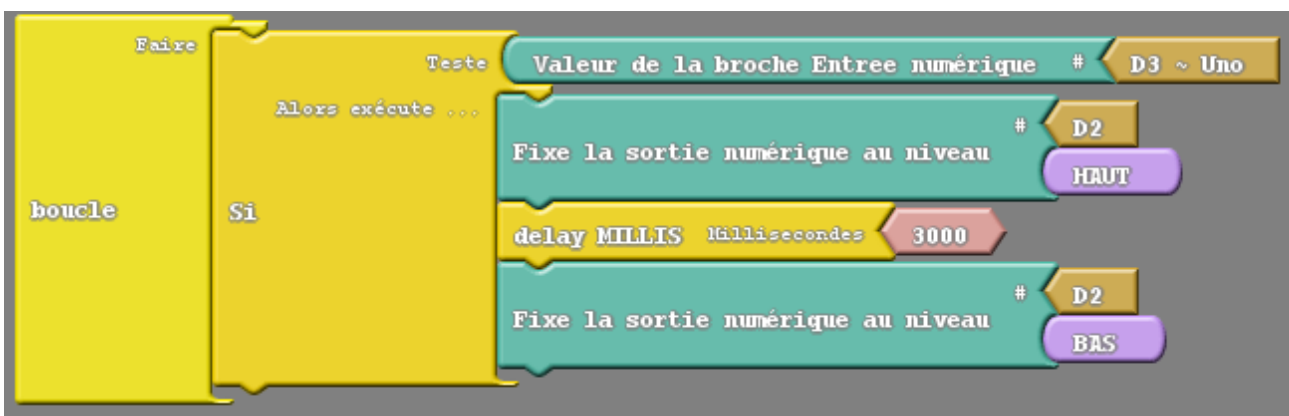 Faire
Teste
Valeur de la broche Entree numérique # D3 ~ Uno
Alors exécute ...
Fixe la sortie numérique au niveau
#
D2
HAUT
boucle
Si
delay MILLIS Millisecondes 3000
Fixe la sortie numérique au niveau
#
D2
BAS